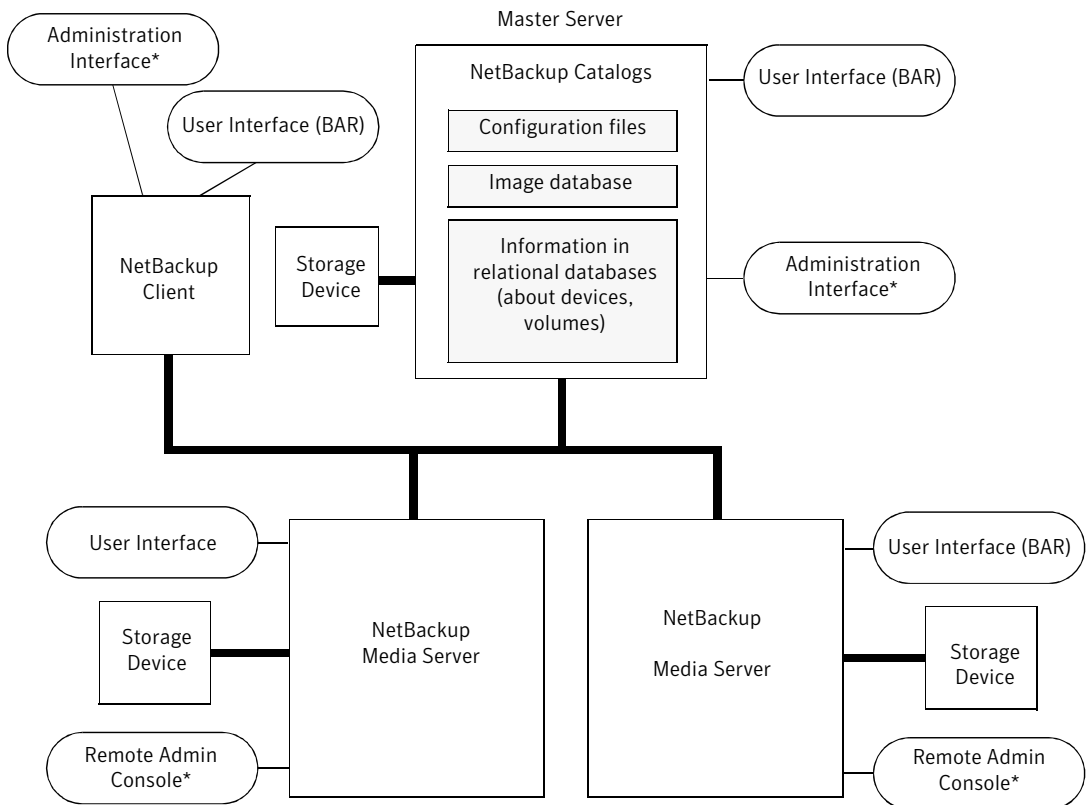 Master Server
Administration
Interface*
User Interface (BAR)
NetBackup
Client
Storage
Device
NetBackup Catalogs
Configuration files
Image database
Information in
relational databases
(about devices,
volumes)
User Interface (BAR)
Administration
Interface*
User Interface
Storage
Device
Remote Admin
Console*
NetBackup
Media Server
NetBackup
Media Server
User Interface (BAR)
Storage
Device
Remote Admin
Console*